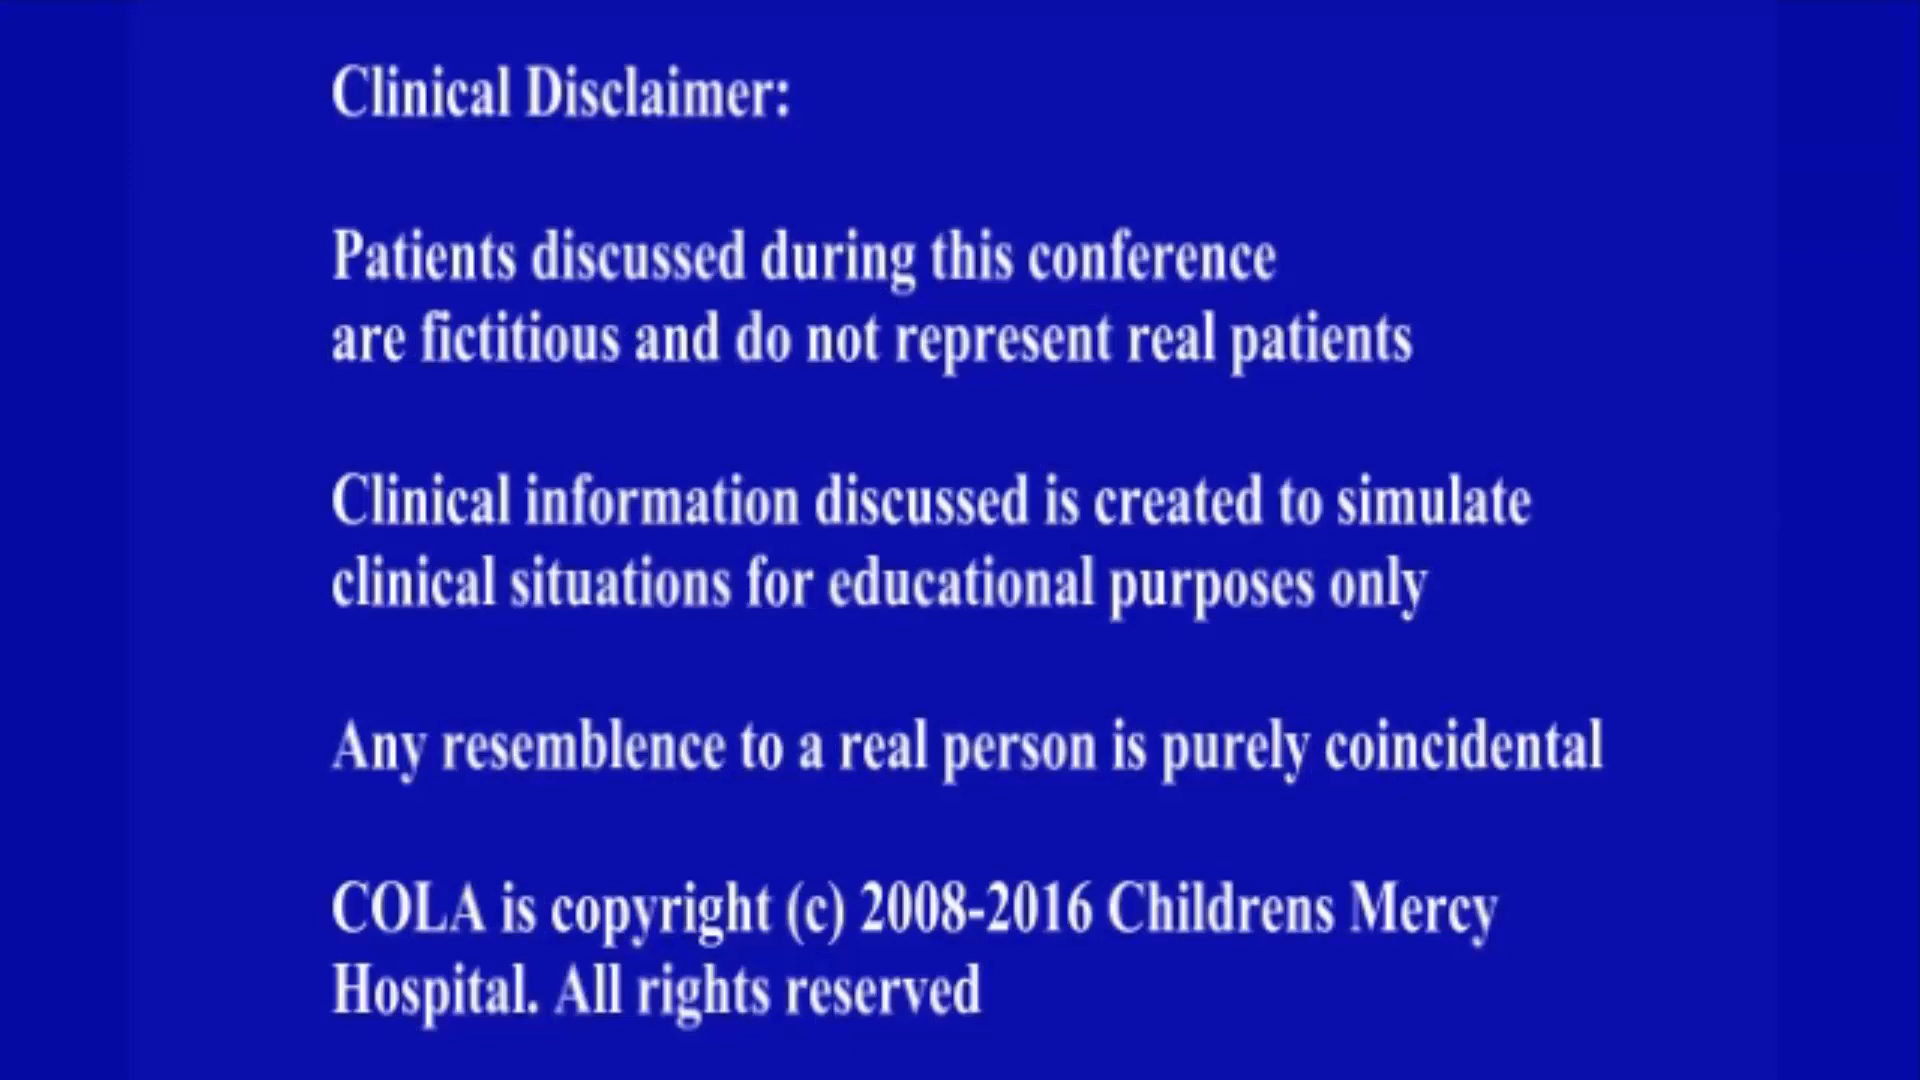 Clinical Disclaimer:
Patients discussed during this conference
are fictitious and do not represent real patients
Clinical information discussed is created to simulate
clinical situations for educational purposes only
Any resemblence to a real person is purely coincidental
COLA is copyright (c) 2008-2016 Childrens Mercy
Hospital. All rights reserved